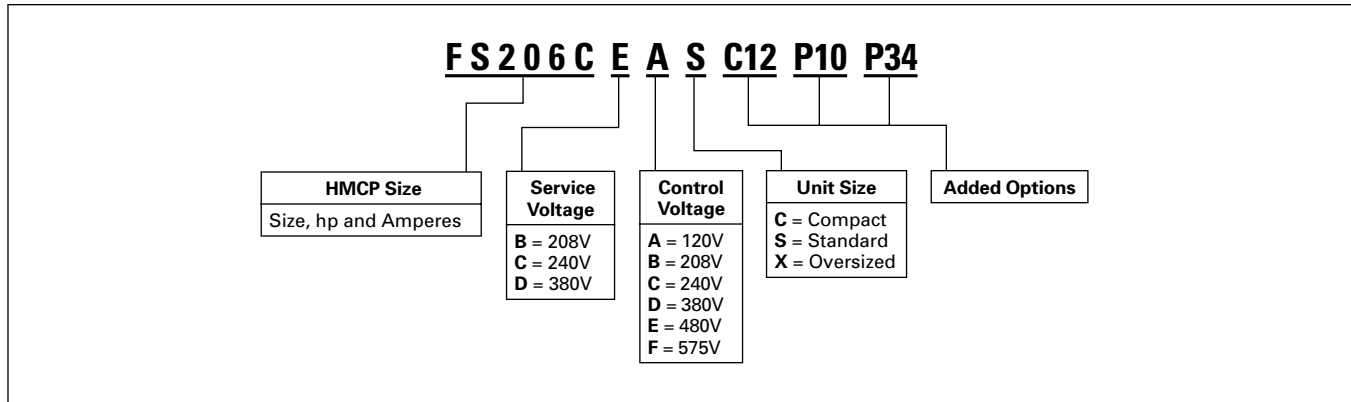 F S 2 0 6 C E A S C12 P10 P34
HMCP Size
Size, hp and Amperes
Service
Voltage
B = 208V
C = 240V
D = 380V
Control
Voltage
A = 120V
B = 208V
C = 240V
D = 380V
E = 480V
F = 575V
Unit Size
C = Compact
S = Standard
X = Oversized
Added Options